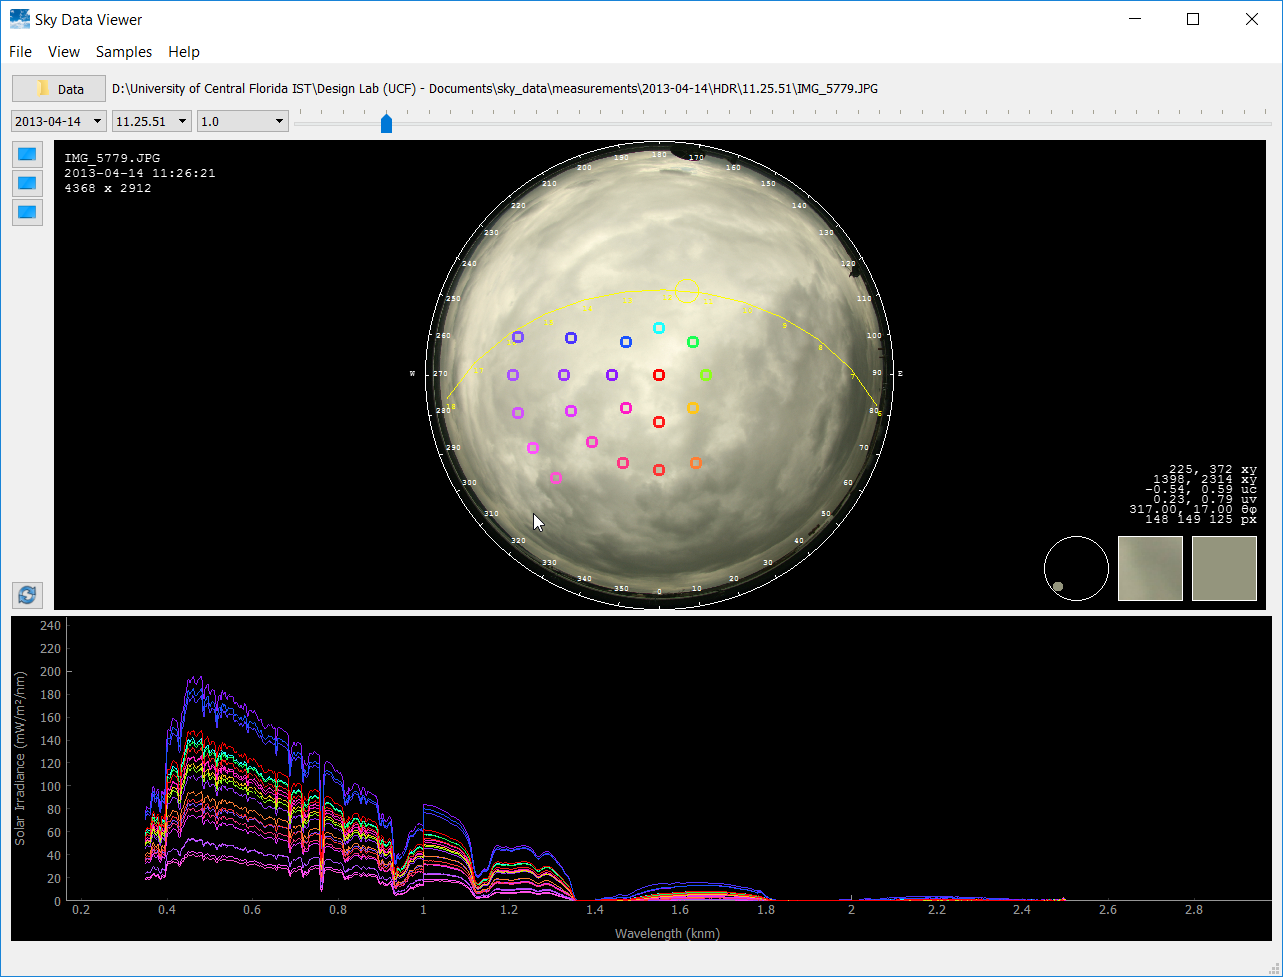 Sky Data Viewer
File View Samples Help
Data D:\University of Central Florida IST\Design Lab (UCF) - Documents\sky_data\measurements\2013-04-14\HDR\11.25.51\IMG_5779.JPG
2013-04-14 11.25.51 1.0
IMG_5779.JPG
2013-04-14 11:26:21
4368 x 2912
190 180 170
200 160
210 150
220 140
230 130
240 120
250 110
260 100
W 270 90 E
280 80
290 70
300 60
310 50
320 40
330 30
340 20
350 0 10
17 18 10 9 8 7 6
225, 372 xy
1398, 2314 xy
-0.54, 0.59 uc
0.23, 0.79 uv
317.00, 17.00 θφ
148 149 125 px
Solar Irradiance (mW/m²/nm)
240
220
200
180
160
140
120
100
80
60
40
20
0
0.2 0.4 0.6 0.8 1 1.2 1.4 1.6 1.8 2 2.2 2.4 2.6 2.8
Wavelength (knm)